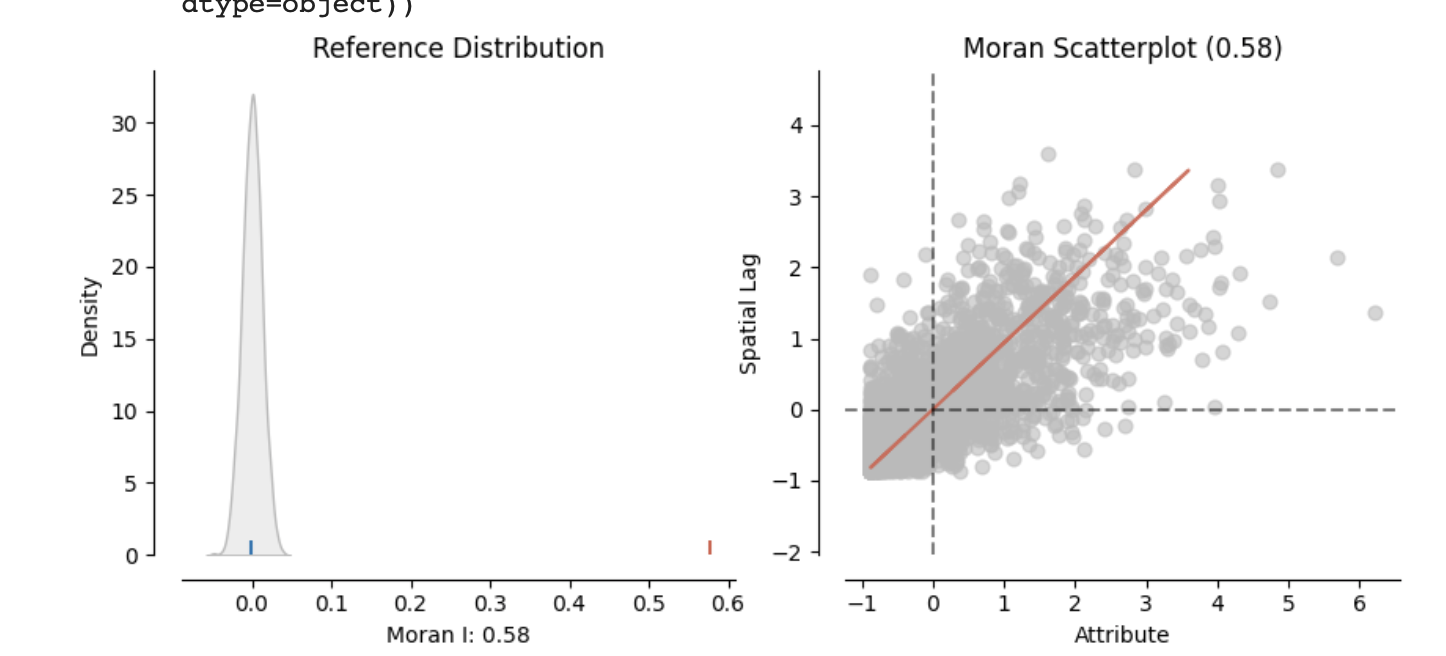 dtype=object))
Reference Distribution
Density
30
25
20
15
10
5
0
0.0 0.1 0.2 0.3 0.4 0.5 0.6
Moran I: 0.58
Moran Scatterplot (0.58)
Spatial Lag
4
3
2
1
0
−1
−2
−1 0 1 2 3 4 5 6
Attribute